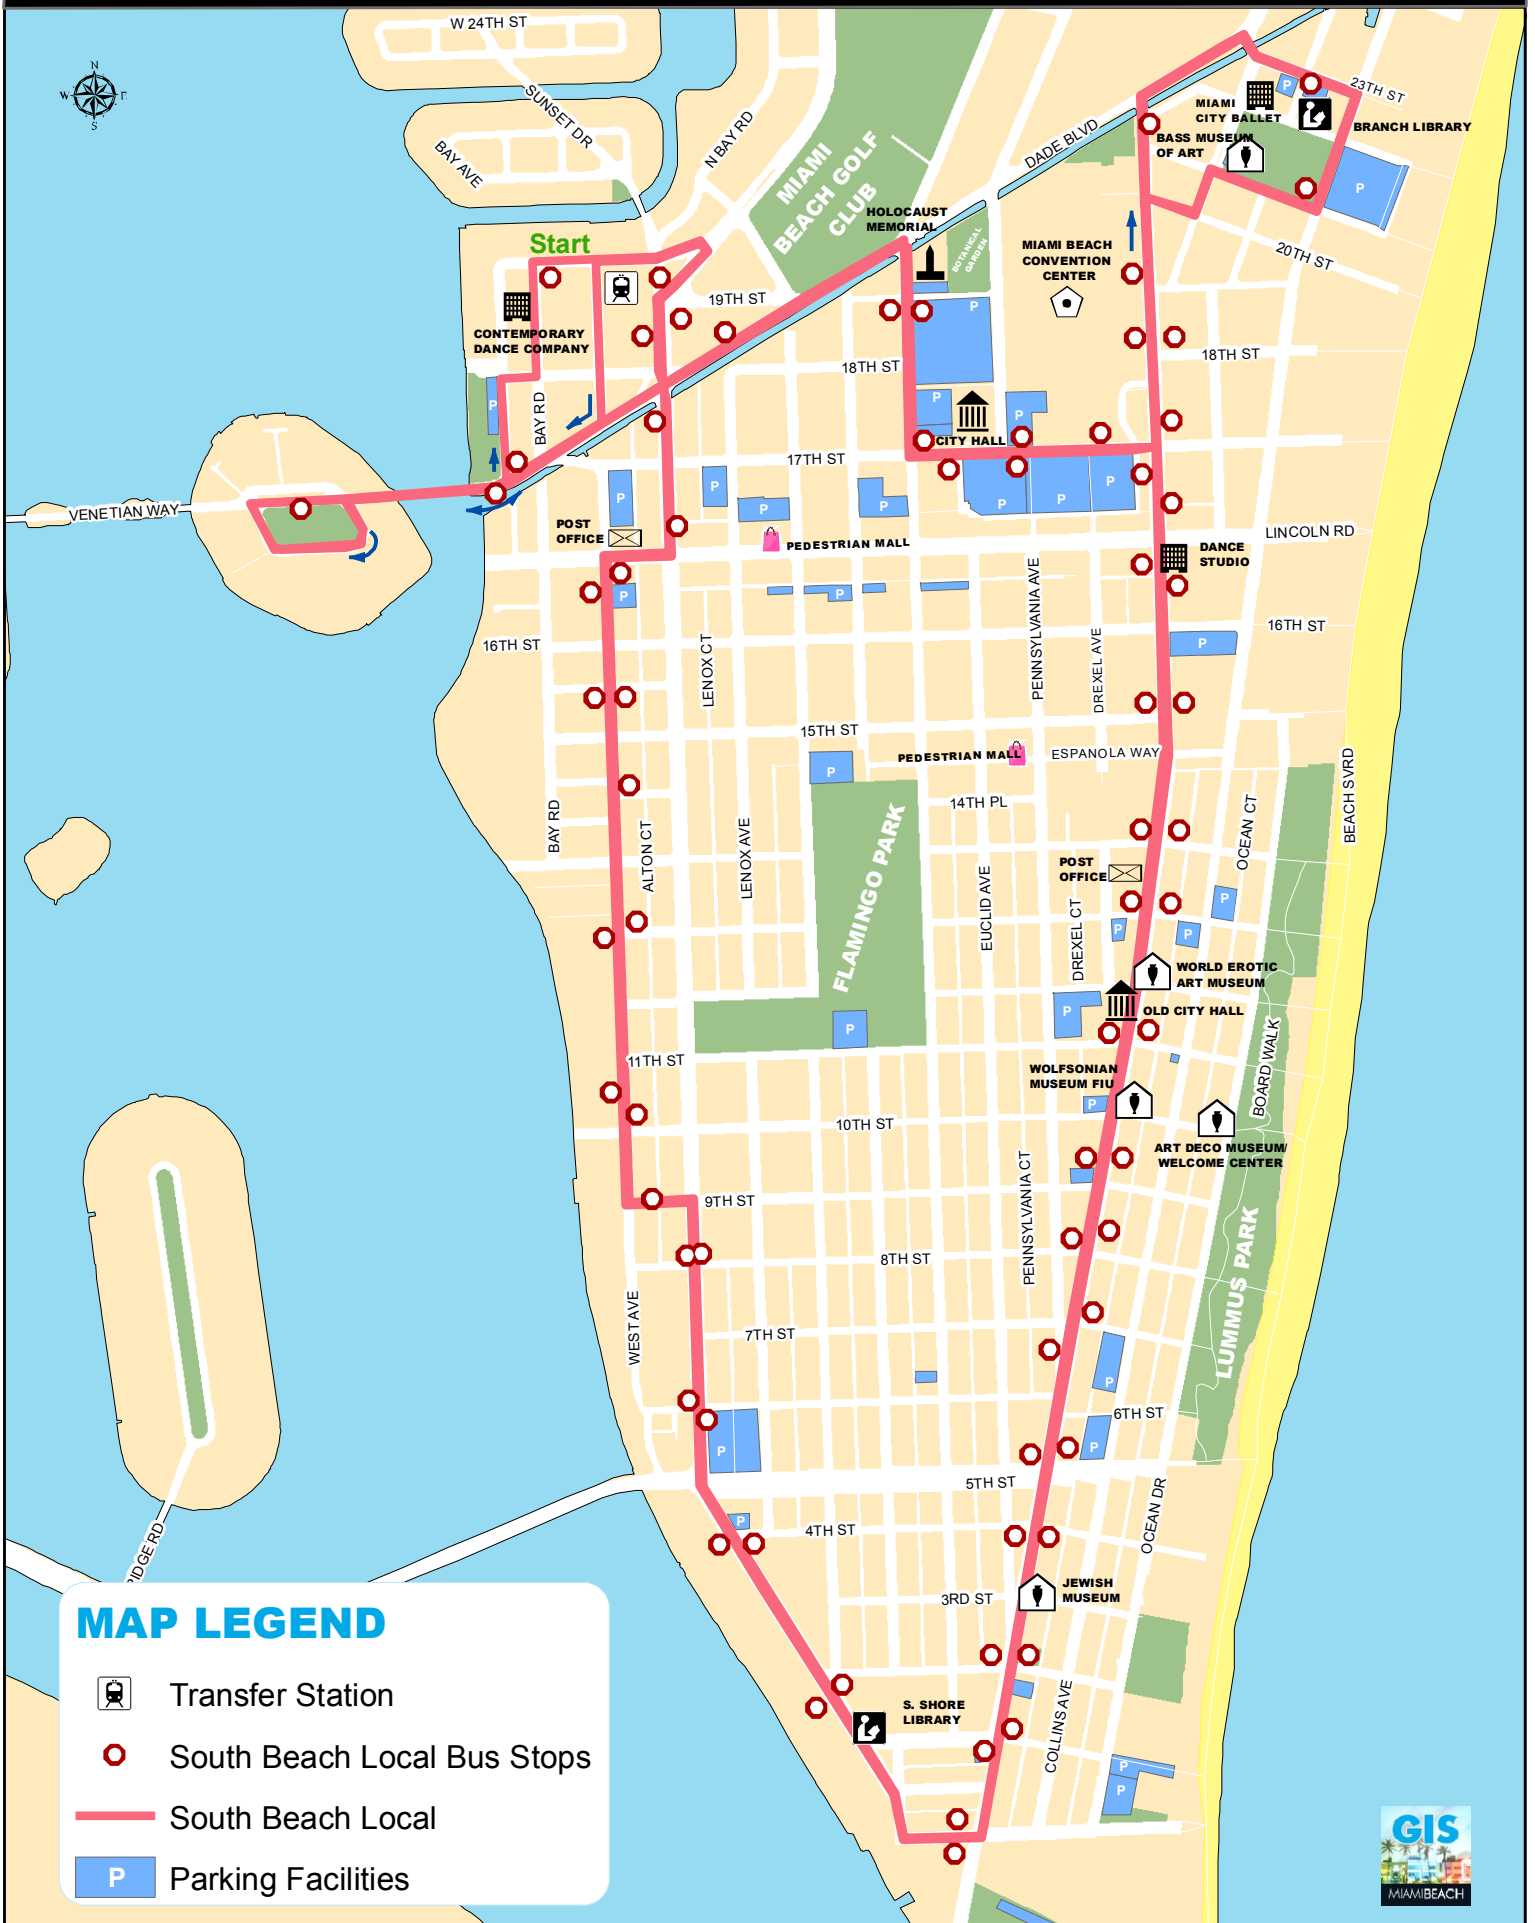 W 24TH ST
SUNSET DR
BAY AVE
N BAY RD
MIAMI
BEACH GOLF
CLUB
DADE BLVD
23TH ST
MIAMI
CITY BALLET
P
BRANCH LIBRARY
BASS MUSEUM
OF ART
P
N
W
E
S
HOLOCAUST
MEMORIAL
BOTANICAL
GARDEN
MIAMI BEACH
CONVENTION
CENTER
20TH ST
Start
19TH ST
P
CONTEMPORARY
DANCE COMPANY
18TH ST
18TH ST
P
BAY RD
P
P
CITY HALL
17TH ST
P
P
P
P
P
P
P
VENETIAN WAY
POST
OFFICE
PEDESTRIAN MALL
LINCOLN RD
DANCE
STUDIO
P
P
PENNSYLVANIA AVE
16TH ST
16TH ST
P
LENOX CT
DREXEL AVE
15TH ST
PEDESTRIAN MALL
ESPANOLA WAY
P
BEACH SVRD
14TH PL
BAY RD
ALTON CT
LENOX AVE
FLAMINGO PARK
OCEAN CT
POST
OFFICE
EUCLID AVE
DREXEL CT
P
P
P
WORLD EROTIC
ART MUSEUM
P
OLD CITY HALL
P
BOARD WALK
11TH ST
WOLFSONIAN
MUSEUM FIU
P
10TH ST
ART DECO MUSEUM/
WELCOME CENTER
PENNSYLVANIA CT
9TH ST
LUMMUS PARK
8TH ST
WEST AVE
7TH ST
P
6TH ST
P
P
5TH ST
OCEAN DR
P
4TH ST
JEWISH
MUSEUM
3RD ST
S. SHORE
LIBRARY
COLLINS AVE
P
P
MAP LEGEND
Transfer Station
South Beach Local Bus Stops
South Beach Local
P
Parking Facilities
GIS
MIAMIBEACH